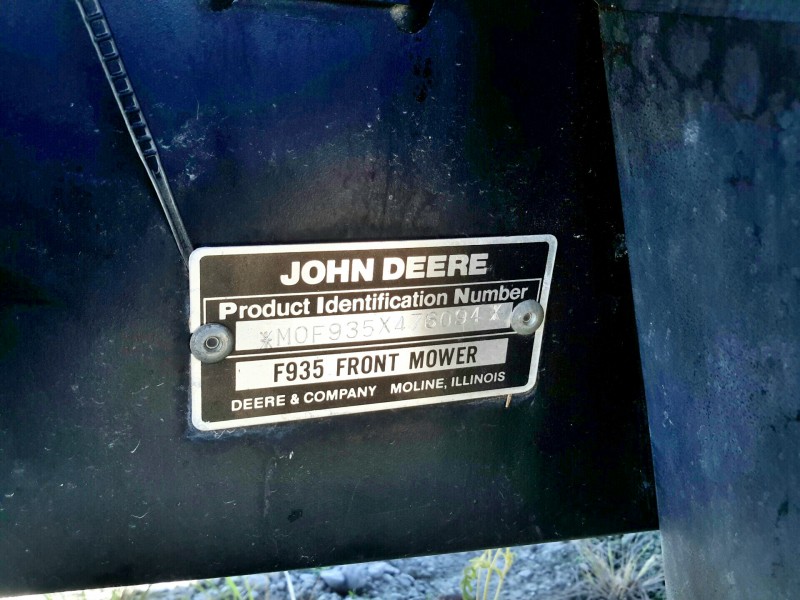 JOHN DEERE
Product Identification Number
*M0F935X476094*
F935 FRONT MOWER
DEERE & COMPANY MOLINE, ILLINOIS